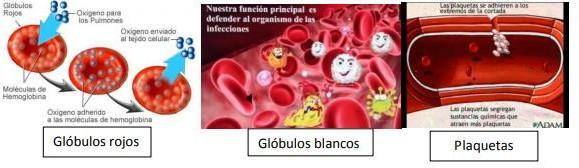 Glóbulos
Rojos
Oxígeno para
los Pulmones
Oxígeno enviado
al tejido celular
Moléculas de
Hemoglobina
Oxígeno adherido
a las moléculas de hemoglobina
Glóbulos rojos
Nuestra función principal es
defender al organismo de las
infecciones
Glóbulos blancos
Las plaquetas se adhieren a los
extremos de la cortada
Las plaquetas segregan
sustancias químicas que
atraen más plaquetas
ADAM
Plaquetas